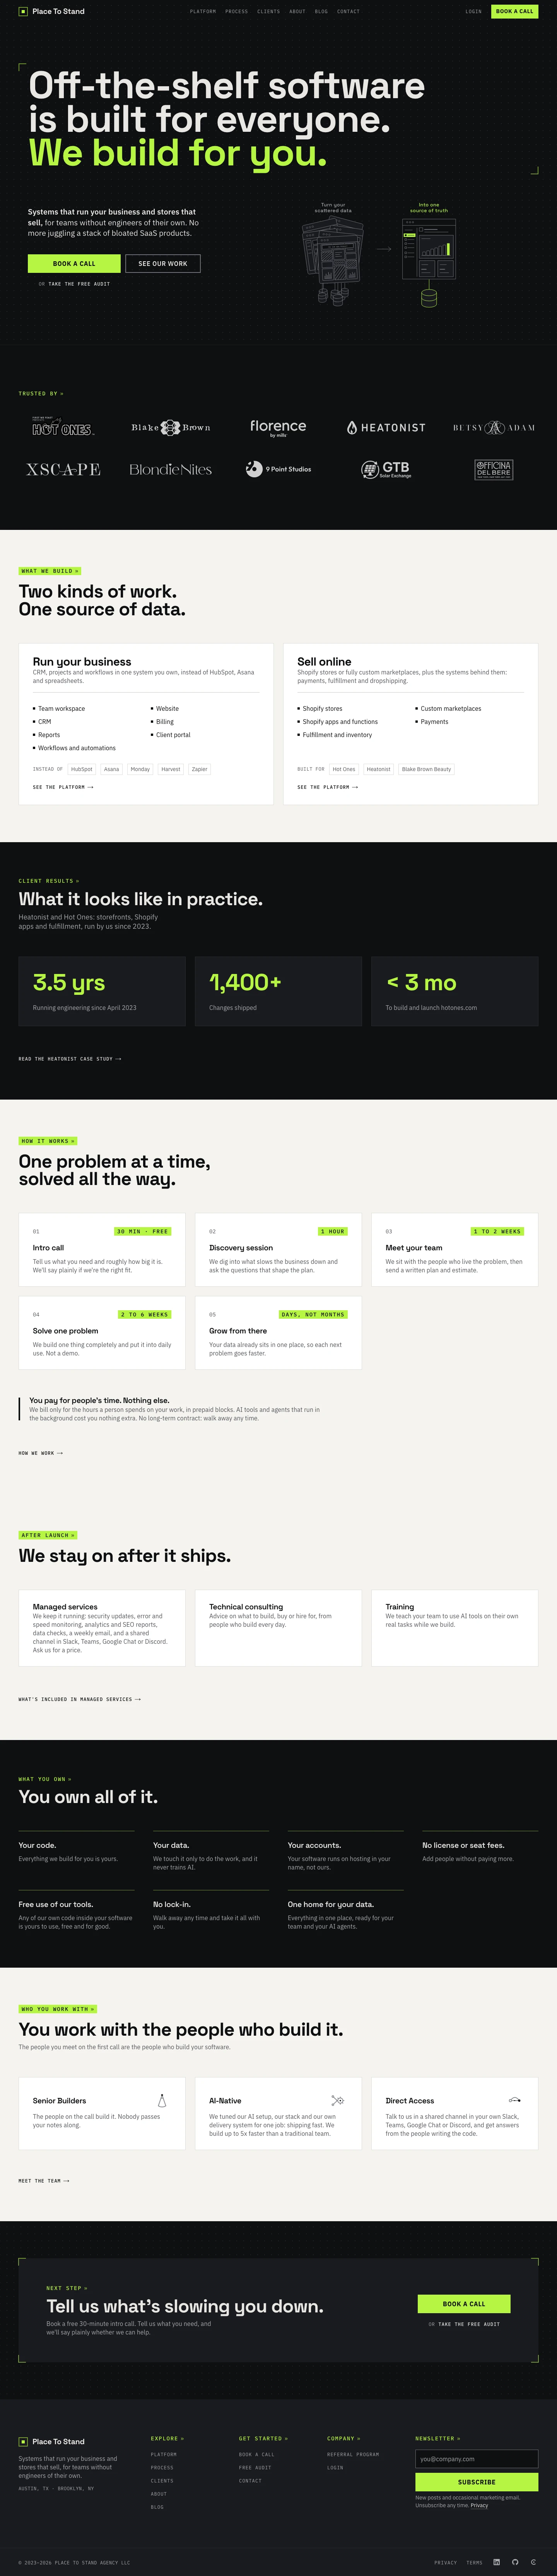 Place To Stand
PLATFORM PROCESS CLIENTS ABOUT BLOG CONTACT
LOGIN BOOK A CALL
Off-the-shelf software
is built for everyone.
We build for you.
Systems that run your business and stores that
sell, for teams without engineers of their own. No
more juggling a stack of bloated SaaS products.
BOOK A CALL SEE OUR WORK
OR TAKE THE FREE AUDIT
Turn your
scattered data
Into one
source of truth
TRUSTED BY »
HOT ONES
Blake Brown
florence
by mills
HEATONIST
BETSY ADAM
XSCAPE
BlondieNites
9 Point Studios
GTB
Solar Exchange
OFFICINA
DEL BERE
WHAT WE BUILD »
Two kinds of work.
One source of data.
Run your business
CRM, projects and workflows in one system you own, instead of HubSpot, Asana
and spreadsheets.
Team workspace
Website
CRM
Billing
Reports
Client portal
Workflows and automations
INSTEAD OF HubSpot Asana Monday Harvest Zapier
SEE THE PLATFORM →
Sell online
Shopify stores or fully custom marketplaces, plus the systems behind them:
payments, fulfillment and dropshipping.
Shopify stores
Custom marketplaces
Shopify apps and functions
Payments
Fulfillment and inventory
BUILT FOR Hot Ones Heatonist Blake Brown Beauty
SEE THE PLATFORM →
CLIENT RESULTS »
What it looks like in practice.
Heatonist and Hot Ones: storefronts, Shopify
apps and fulfillment, run by us since 2023.
3.5 yrs
Running engineering since April 2023
1,400+
Changes shipped
< 3 mo
To build and launch hotones.com
READ THE HEATONIST CASE STUDY →
HOW IT WORKS »
One problem at a time,
solved all the way.
01 30 MIN · FREE
Intro call
Tell us what you need and roughly how big it is.
We'll say plainly if we're the right fit.
02 1 HOUR
Discovery session
We dig into what slows the business down and
ask the questions that shape the plan.
03 1 TO 2 WEEKS
Meet your team
We sit with the people who live the problem, then
send a written plan and estimate.
04 2 TO 6 WEEKS
Solve one problem
We build one thing completely and put it into daily
use. Not a demo.
05 DAYS, NOT MONTHS
Grow from there
Your data already sits in one place, so each next
problem goes faster.
You pay for people's time. Nothing else.
We bill only for the hours a person spends on your work, in prepaid blocks. AI tools and agents that run in
the background cost you nothing extra. No long-term contract: walk away any time.
HOW WE WORK →
AFTER LAUNCH »
We stay on after it ships.
Managed services
We keep it running: security updates, error and
speed monitoring, analytics and SEO reports,
data checks, a weekly email, and a shared
channel in Slack, Teams, Google Chat or Discord.
Ask us for a price.
Technical consulting
Advice on what to build, buy or hire for, from
people who build every day.
Training
We teach your team to use AI tools on their own
real tasks while we build.
WHAT'S INCLUDED IN MANAGED SERVICES →
WHAT YOU OWN »
You own all of it.
Your code.
Everything we build for you is yours.
Your data.
We touch it only to do the work, and it
never trains AI.
Your accounts.
Your software runs on hosting in your
name, not ours.
No license or seat fees.
Add people without paying more.
Free use of our tools.
Any of our own code inside your software
is yours to use, free and for good.
No lock-in.
Walk away any time and take it all with
you.
One home for your data.
Everything in one place, ready for your
team and your AI agents.
WHO YOU WORK WITH »
You work with the people who build it.
The people you meet on the first call are the people who build your software.
Senior Builders
The people on the call build it. Nobody passes
your notes along.
AI-Native
We tuned our AI setup, our stack and our own
delivery system for one job: shipping fast. We
build up to 5x faster than a traditional team.
Direct Access
Talk to us in a shared channel in your own Slack,
Teams, Google Chat or Discord, and get answers
from the people writing the code.
MEET THE TEAM →
NEXT STEP »
Tell us what's slowing you down.
Book a free 30-minute intro call. Tell us what you need, and
we'll say plainly whether we can help.
BOOK A CALL
OR TAKE THE FREE AUDIT
Place To Stand
Systems that run your business and
stores that sell, for teams without
engineers of their own.
AUSTIN, TX · BROOKLYN, NY
EXPLORE »
PLATFORM
PROCESS
CLIENTS
ABOUT
BLOG
GET STARTED »
BOOK A CALL
FREE AUDIT
CONTACT
COMPANY »
REFERRAL PROGRAM
LOGIN
NEWSLETTER »
you@company.com
SUBSCRIBE
New posts and occasional marketing email.
Unsubscribe any time. Privacy
© 2023–2026 PLACE TO STAND AGENCY LLC
PRIVACY TERMS